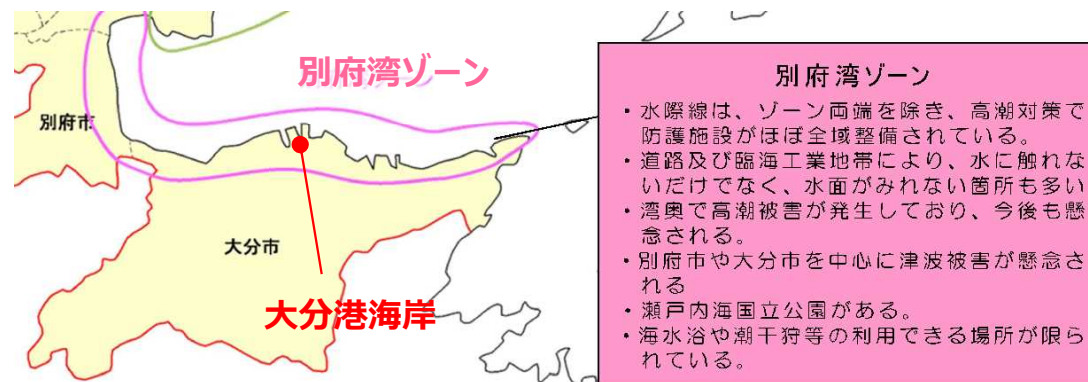 別府湾ゾーン
別府市
大分市
大分港海岸
別府湾ゾーン
・水際線は、ゾーン両端を除き、高潮対策で
防護施設がほぼ全域整備されている。
・道路及び臨海工業地帯により、水に触れな
いだけでなく、水面がみれない箇所も多い
・湾奥で高潮被害が発生しており、今後も懸
念される。
・別府市や大分市を中心に津波被害が懸念さ
れる
・瀬戸内海国立公園がある。
・海水浴や潮干狩等の利用できる場所が限ら
れている。